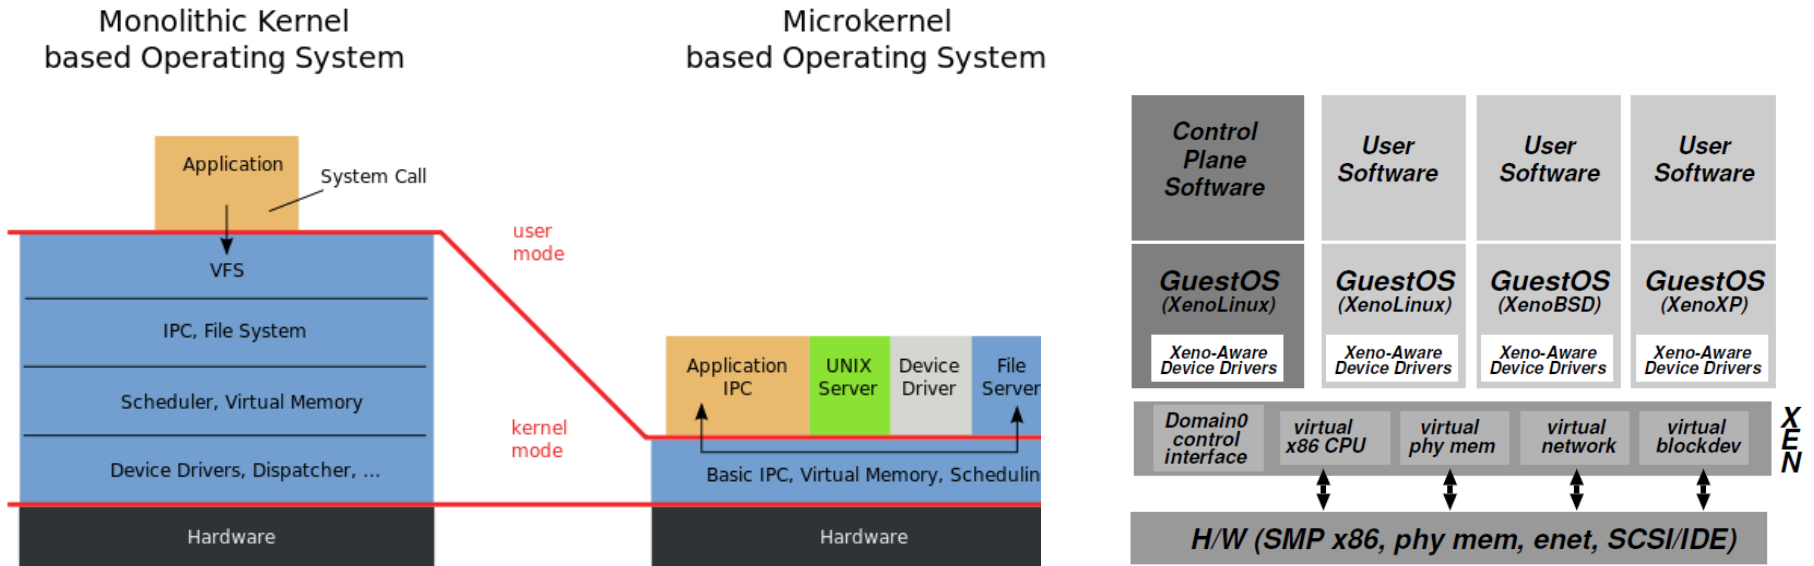 Monolithic Kernel
based Operating System
Application
System Call
VFS
IPC, File System
Scheduler, Virtual Memory
Device Drivers, Dispatcher, ...
Hardware
user
mode
kernel
mode
Microkernel
based Operating System
Application
IPC
UNIX
Server
Device
Driver
File
Server
Basic IPC, Virtual Memory, Schedulin
Hardware
Control
Plane
Software
User
Software
User
Software
User
Software
GuestOS
(XenoLinux)
Xeno-Aware
Device Drivers
GuestOS
(XenoLinux)
Xeno-Aware
Device Drivers
GuestOS
(XenoBSD)
Xeno-Aware
Device Drivers
GuestOS
(XenoXP)
Xeno-Aware
Device Drivers
Domain0
control
interface
virtual
x86 CPU
virtual
phy mem
virtual
network
virtual
blockdev
XEN
H/W (SMP x86, phy mem, enet, SCSI/IDE)